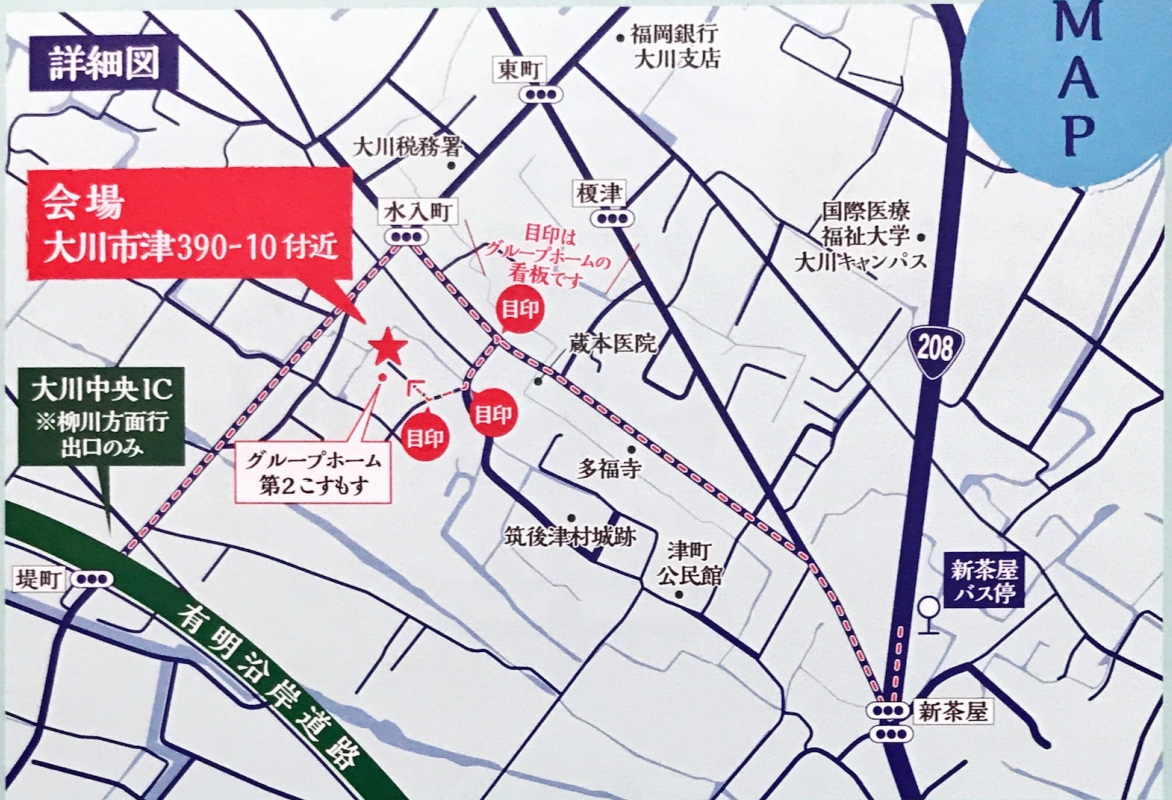 詳細図
MAP
福岡銀行
大川支店
東町
大川税務署
榎津
水入町
会場
大川市津390-10付近
目印は
グループホームの
看板です
目印
国際医療
福祉大学
大川キャンパス
208
蔵本医院
大川中央IC
※柳川方面行
出口のみ
目印
目印
グループホーム
第2こすもす
多福寺
筑後津村城跡
津町
公民館
新茶屋
バス停
堤町
有明沿岸道路
新茶屋